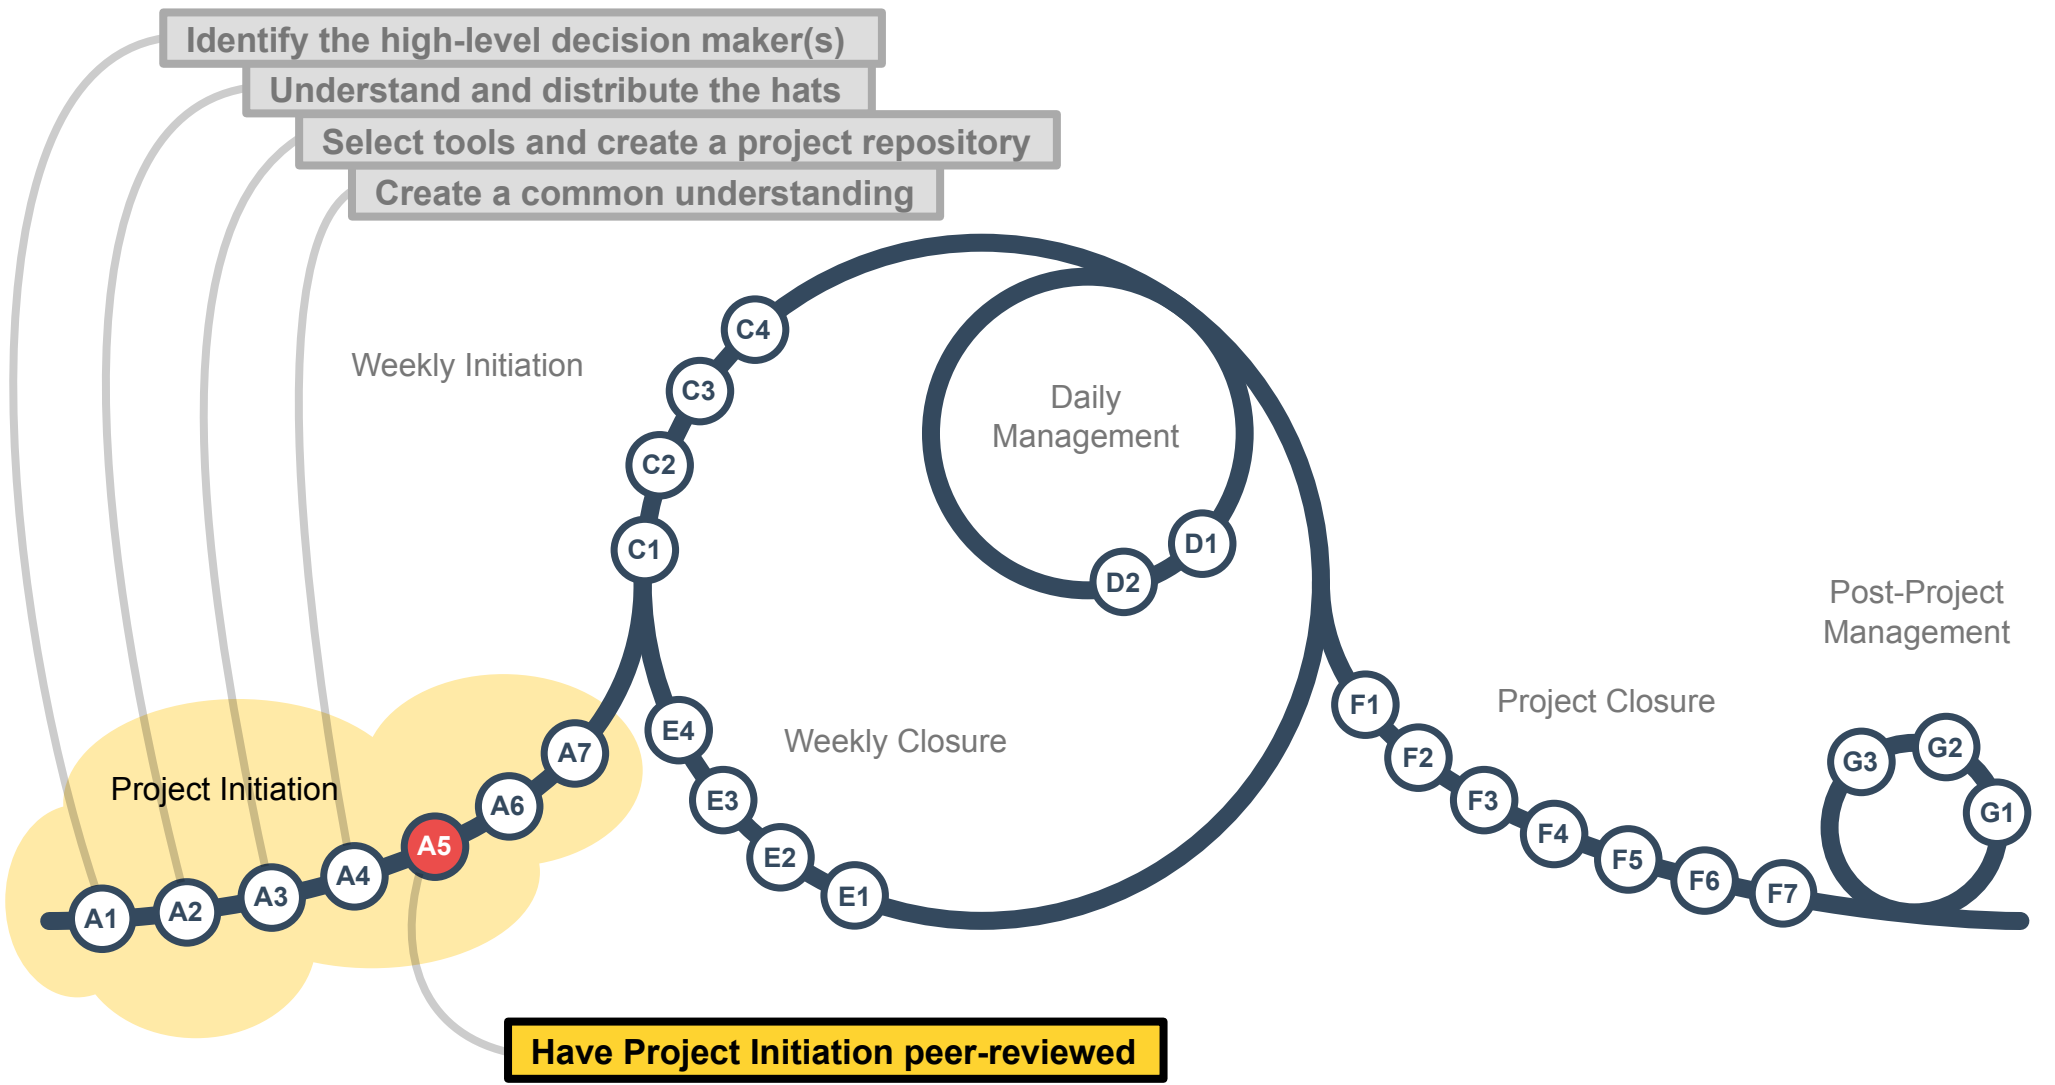 Identify the high-level decision maker(s)
Understand and distribute the hats
Select tools and create a project repository
Create a common understanding
Weekly Initiation
C4
C3
C2
C1
Daily
Management
D1
D2
Post-Project
Management
Project Closure
Weekly Closure
Project Initiation
A1
A2
A3
A4
A5
A6
A7
E4
E3
E2
E1
F1
F2
F3
F4
F5
F6
F7
G3
G2
G1
Have Project Initiation peer-reviewed